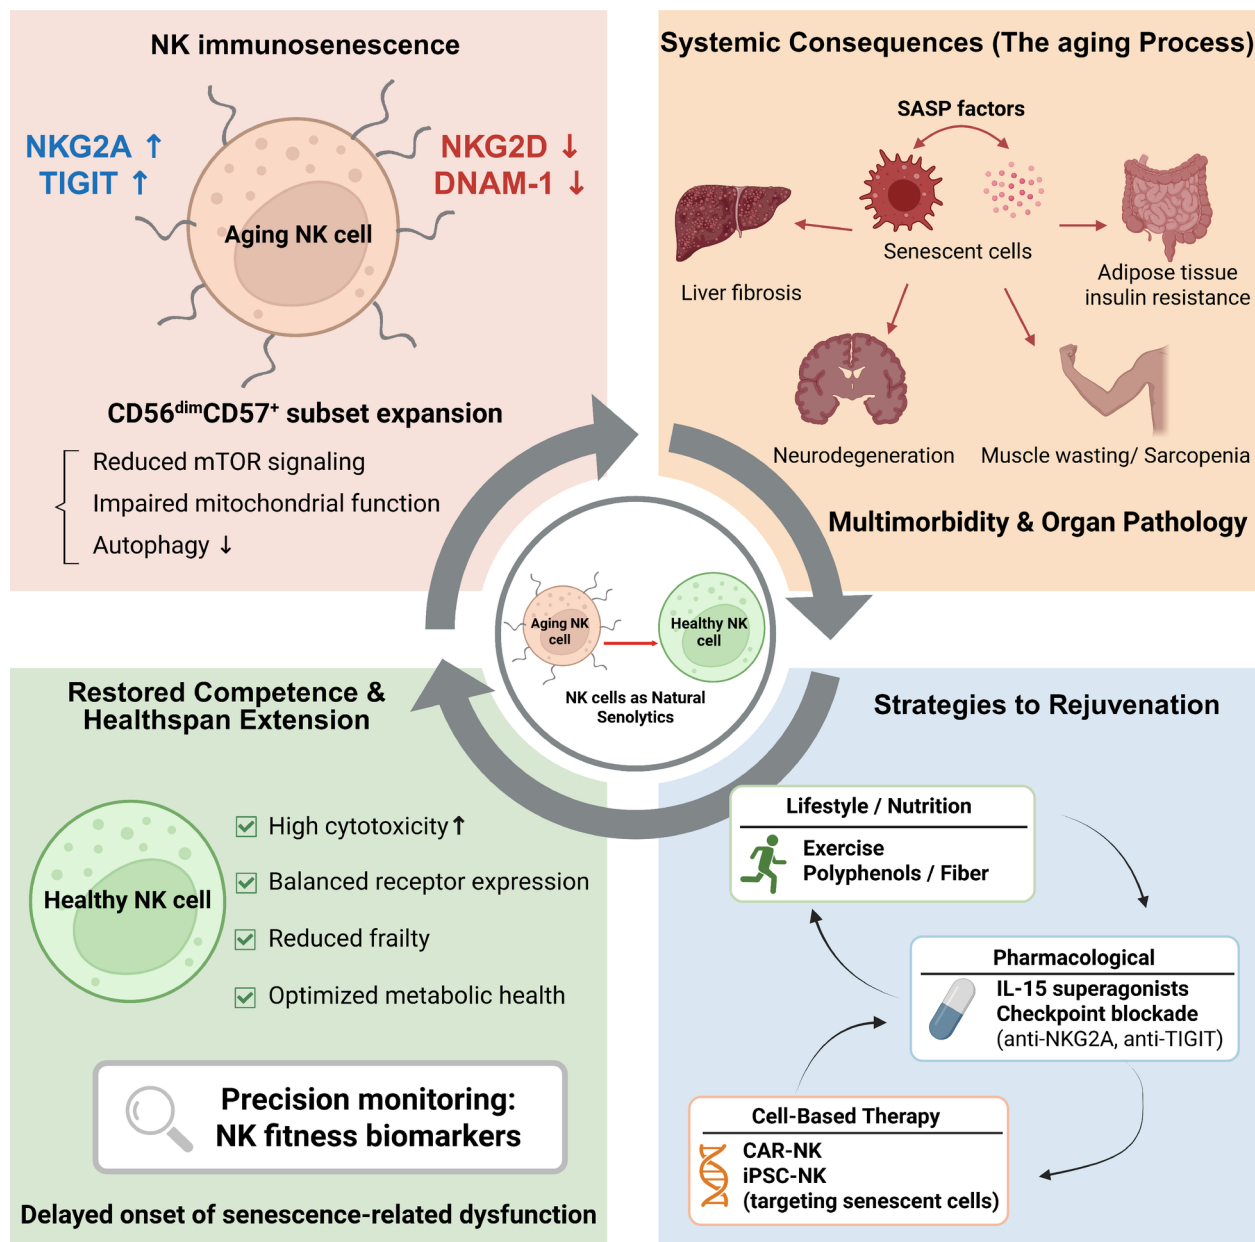 NK immunosenescence
NKG2A ↑
TIGIT ↑
NKG2D ↓
DNAM-1 ↓
Aging NK cell
CD56dimCD57+ subset expansion
Reduced mTOR signaling
Impaired mitochondrial function
Autophagy ↓
Systemic Consequences (The aging Process)
SASP factors
Senescent cells
Liver fibrosis
Adipose tissue
insulin resistance
Neurodegeneration
Muscle wasting/ Sarcopenia
Multimorbidity & Organ Pathology
Aging NK
cell
Healthy NK
cell
NK cells as Natural
Senolytics
Restored Competence &
Healthspan Extension
Healthy NK cell
High cytotoxicity↑
Balanced receptor expression
Reduced frailty
Optimized metabolic health
Precision monitoring:
NK fitness biomarkers
Delayed onset of senescence-related dysfunction
Strategies to Rejuvenation
Lifestyle / Nutrition
Exercise
Polyphenols / Fiber
Pharmacological
IL-15 superagonists
Checkpoint blockade
(anti-NKG2A, anti-TIGIT)
Cell-Based Therapy
CAR-NK
iPSC-NK
(targeting senescent cells)